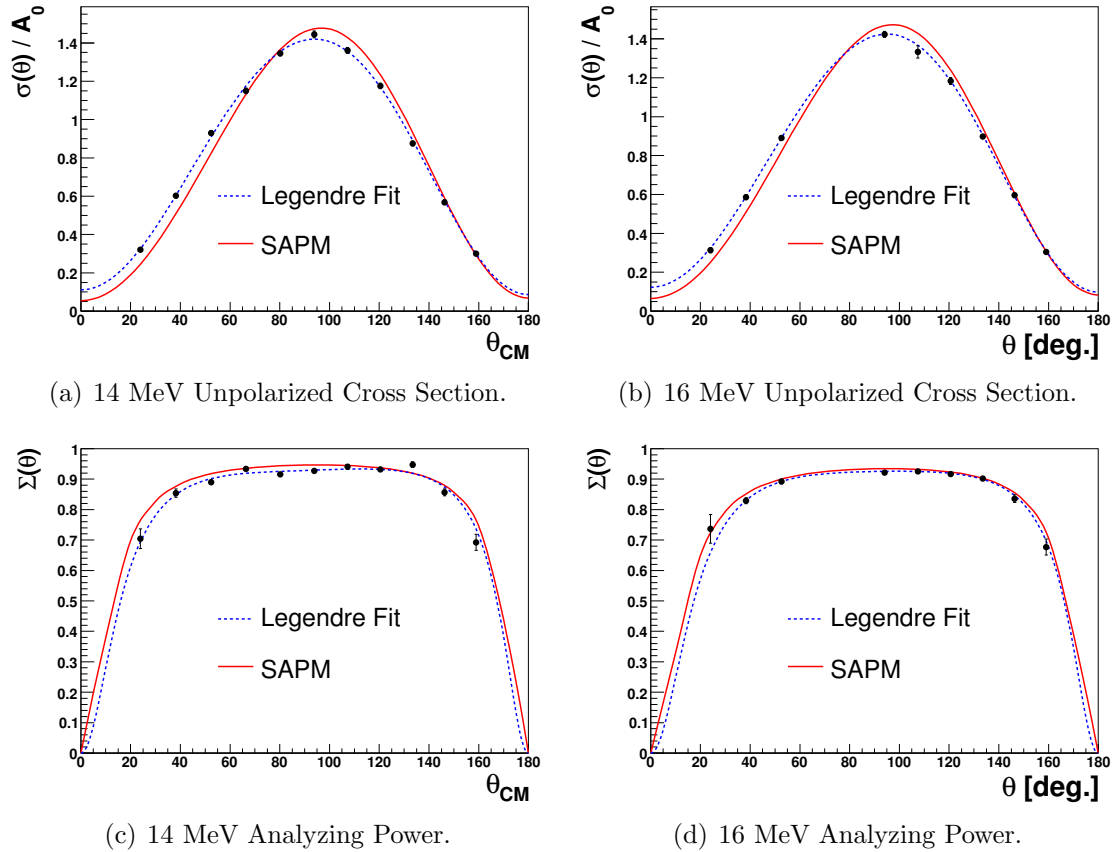 σ(θ) / A₀
1.4
1.2
1
0.8
0.6
0.4
0.2
0
Legendre Fit
SAPM
0 20 40 60 80 100 120 140 160 180
θCM
(a) 14 MeV Unpolarized Cross Section.
σ(θ) / A₀
1.4
1.2
1
0.8
0.6
0.4
0.2
0
Legendre Fit
SAPM
0 20 40 60 80 100 120 140 160 180
θ [deg.]
(b) 16 MeV Unpolarized Cross Section.
Σ(θ)
1
0.9
0.8
0.7
0.6
0.5
0.4
0.3
0.2
0.1
0
Legendre Fit
SAPM
0 20 40 60 80 100 120 140 160 180
θCM
(c) 14 MeV Analyzing Power.
Σ(θ)
1
0.9
0.8
0.7
0.6
0.5
0.4
0.3
0.2
0.1
0
Legendre Fit
SAPM
0 20 40 60 80 100 120 140 160 180
θ [deg.]
(d) 16 MeV Analyzing Power.